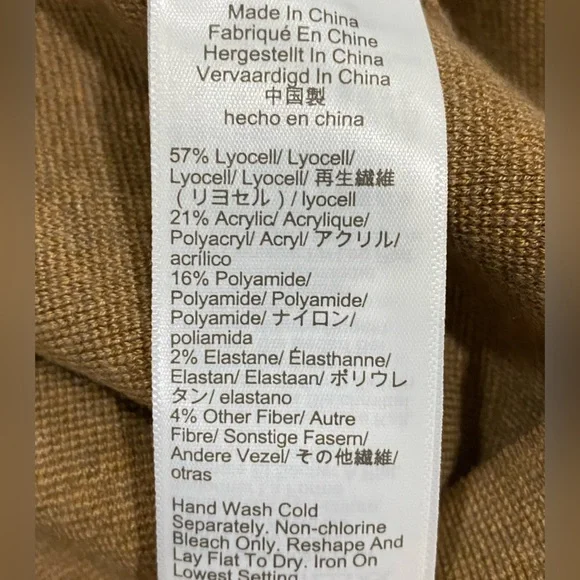 Made In China
Fabriqué En Chine
Hergestellt In China
Vervaardigd In China
中国製
hecho en china
57% Lyocell/ Lyocell/
Lyocell/ Lyocell/ 再生繊維
（リヨセル）/ lyocell
21% Acrylic/ Acrylique/
Polyacryl/ Acryl/ アクリル/
acrílico
16% Polyamide/
Polyamide/ Polyamide/
Polyamide/ ナイロン/
poliamida
2% Elastane/ Élasthanne/
Elastan/ Elastaan/ ポリウレ
タン/ elastano
4% Other Fiber/ Autre
Fibre/ Sonstige Fasern/
Andere Vezel/ その他繊維/
otras
Hand Wash Cold
Separately. Non-chlorine
Bleach Only. Reshape And
Lay Flat To Dry. Iron On
Lowest Setting